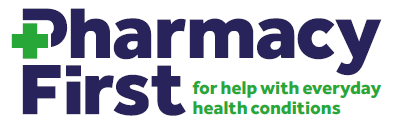 Pharmacy
First
for help with everyday
health conditions